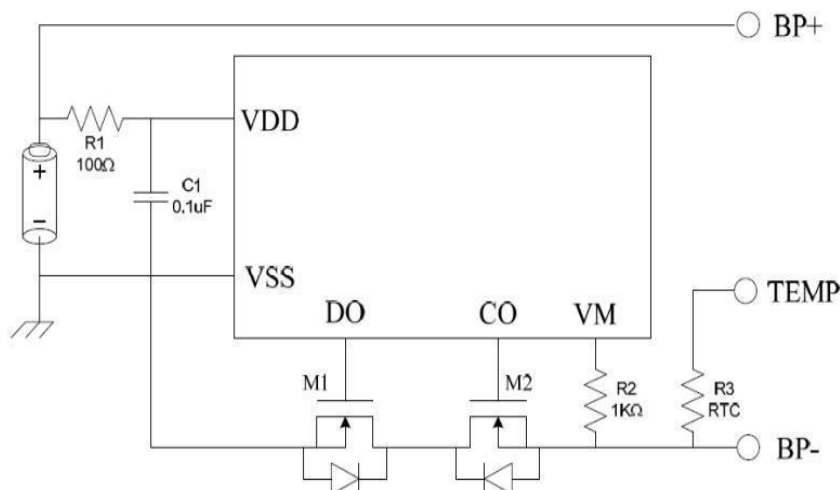 BP+
VDD
R1
100Ω
+
C1
0,1uF
−
VSS
TEMP
DO
CO
VM
M1
M2
R2
1KΩ
R3
RTC
BP-